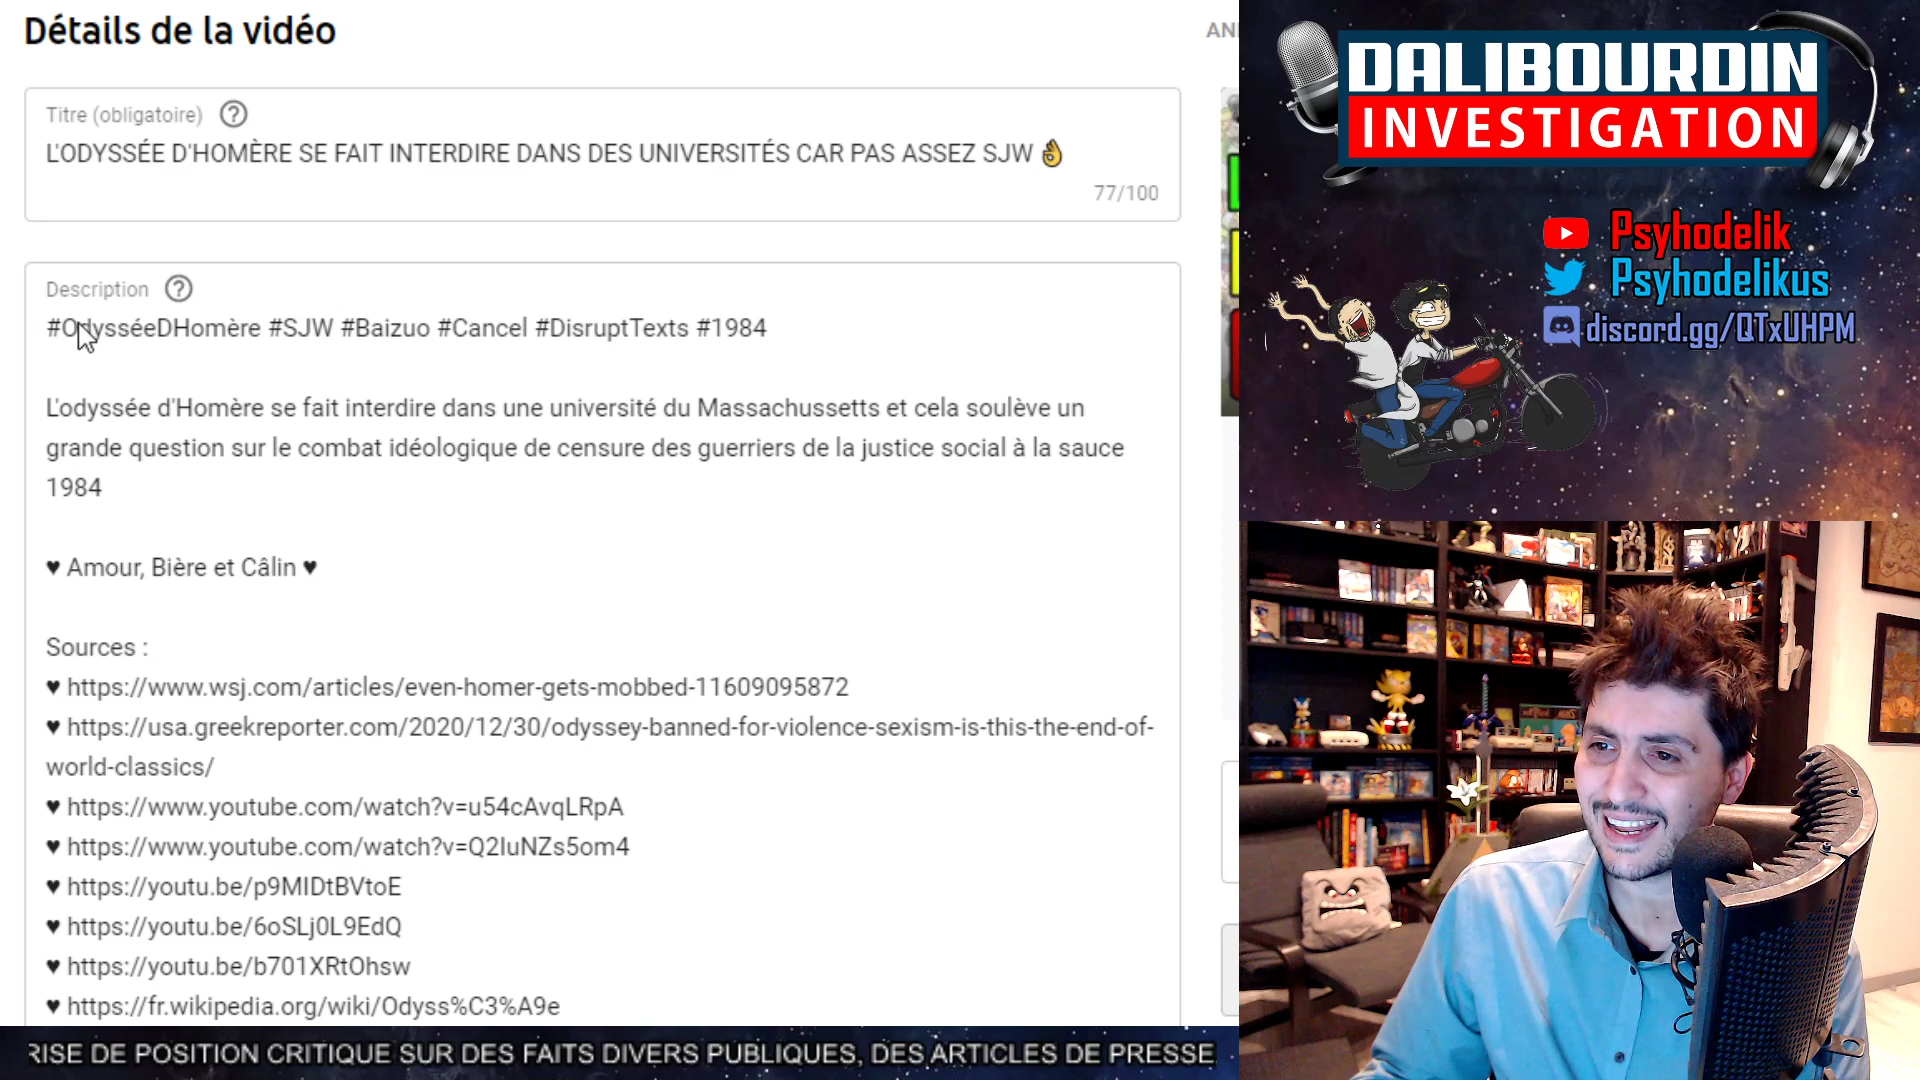 Détails de la vidéo
Titre (obligatoire) ?
L'ODYSSÉE D'HOMÈRE SE FAIT INTERDIRE DANS DES UNIVERSITÉS CAR PAS ASSEZ SJW 👌
77/100
Description ?
#OdysséeDHomère #SJW #Baizuo #Cancel #DisruptTexts #1984
L'odyssée d'Homère se fait interdire dans une université du Massachussetts et cela soulève un
grande question sur le combat idéologique de censure des guerriers de la justice social à la sauce
1984
♥ Amour, Bière et Câlin ♥
Sources :
♥ https://www.wsj.com/articles/even-homer-gets-mobbed-11609095872
♥ https://usa.greekreporter.com/2020/12/30/odyssey-banned-for-violence-sexism-is-this-the-end-of-
world-classics/
♥ https://www.youtube.com/watch?v=u54cAvqLRpA
♥ https://www.youtube.com/watch?v=Q2IuNZs5om4
♥ https://youtu.be/p9MIDtBVtoE
♥ https://youtu.be/6oSLj0L9EdQ
♥ https://youtu.be/b701XRtOhsw
♥ https://fr.wikipedia.org/wiki/Odyss%C3%A9e
RISE DE POSITION CRITIQUE SUR DES FAITS DIVERS PUBLIQUES, DES ARTICLES DE PRESSE
AN
DALIBOURDIN
INVESTIGATION
Psyhodelik
Psyhodelikus
discord.gg/QTxUHPM